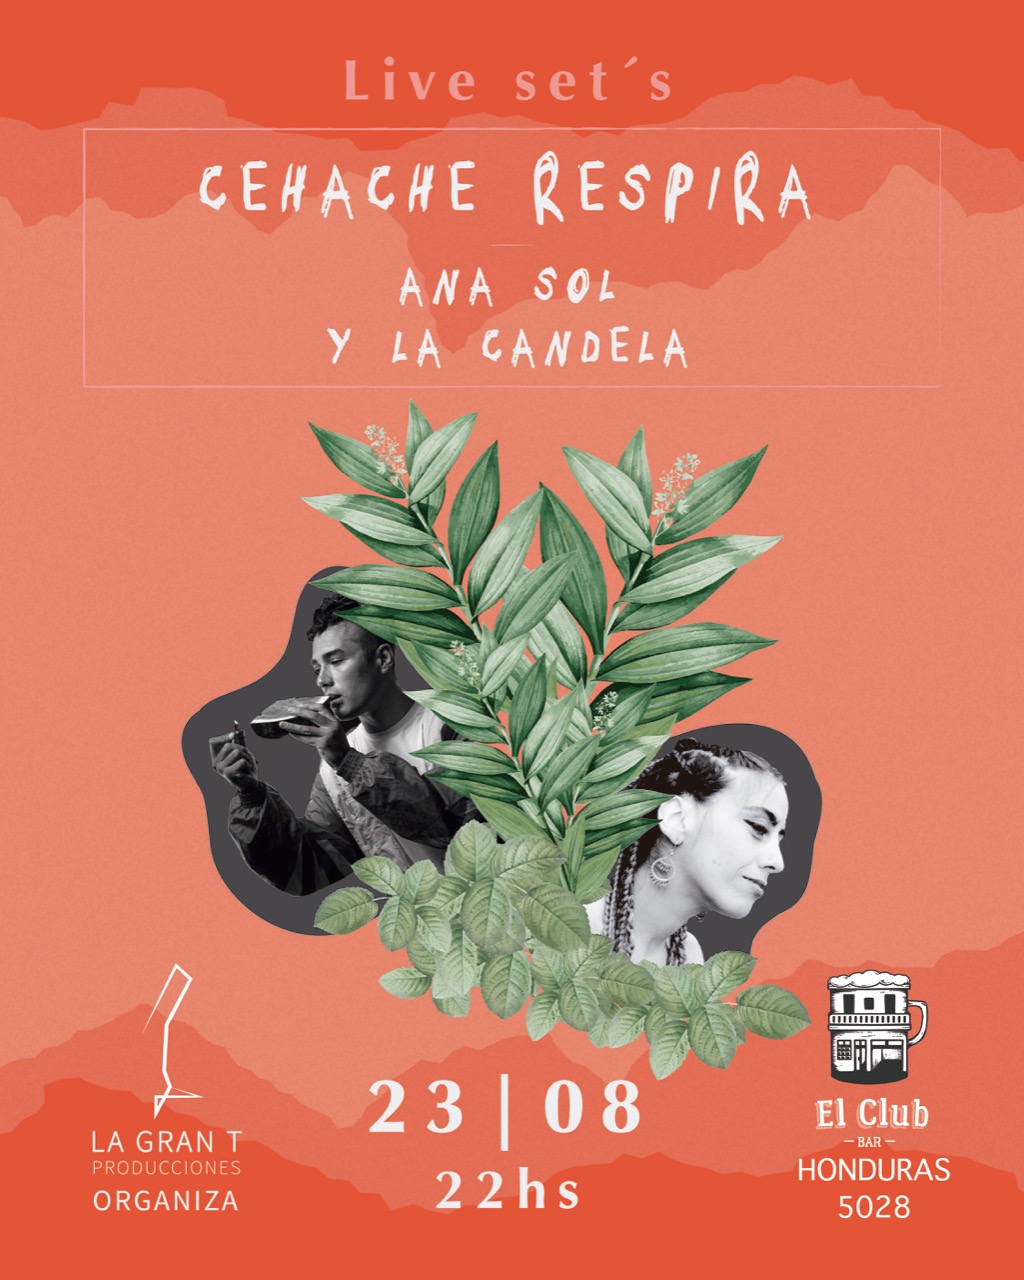 Live set´s
CEHACHE RESPIRA
ANA SOL
Y LA CANDELA
23|08
22hs
LA GRAN T
PRODUCCIONES
ORGANIZA
El Club
BAR
HONDURAS
5028